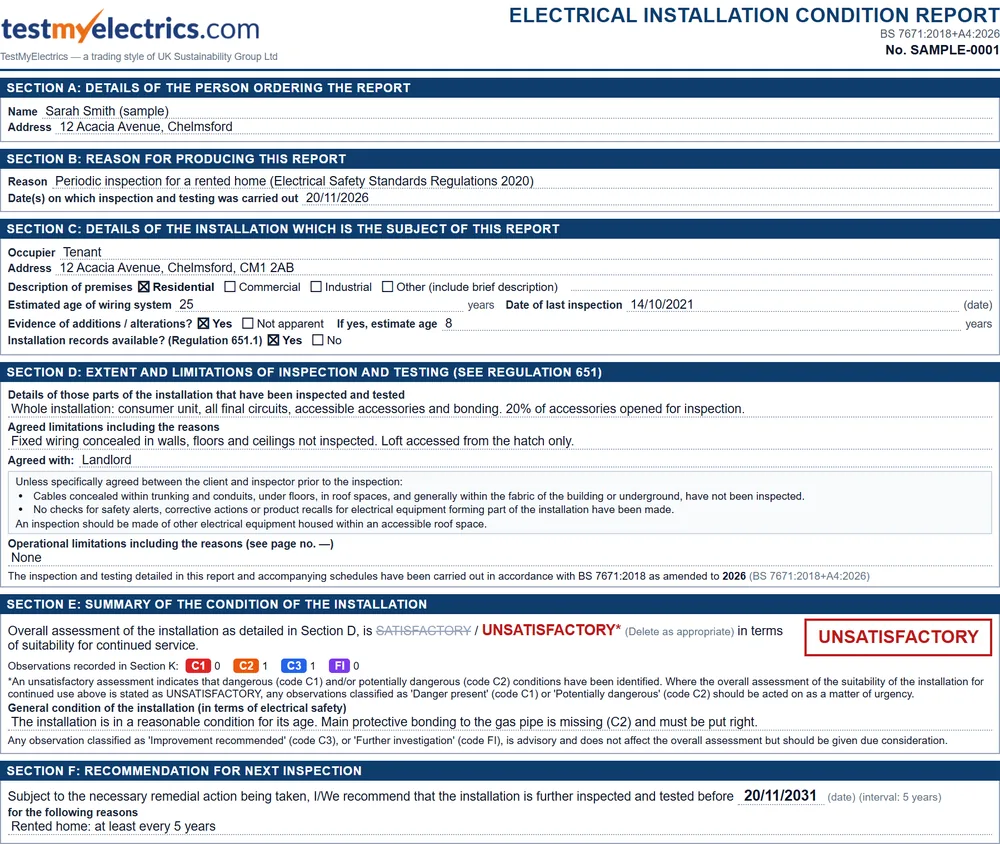 testmyelectrics.com
TestMyElectrics — a trading style of UK Sustainability Group Ltd
ELECTRICAL INSTALLATION CONDITION REPORT
BS 7671:2018+A4:2026
No. SAMPLE-0001
SECTION A: DETAILS OF THE PERSON ORDERING THE REPORT
Name Sarah Smith (sample)
Address 12 Acacia Avenue, Chelmsford
SECTION B: REASON FOR PRODUCING THIS REPORT
Reason Periodic inspection for a rented home (Electrical Safety Standards Regulations 2020)
Date(s) on which inspection and testing was carried out 20/11/2026
SECTION C: DETAILS OF THE INSTALLATION WHICH IS THE SUBJECT OF THIS REPORT
Occupier Tenant
Address 12 Acacia Avenue, Chelmsford, CM1 2AB
Description of premises ☒ Residential ☐ Commercial ☐ Industrial ☐ Other (include brief description)
Estimated age of wiring system 25 years Date of last inspection 14/10/2021 (date)
Evidence of additions / alterations? ☒ Yes ☐ Not apparent If yes, estimate age 8 years
Installation records available? (Regulation 651.1) ☒ Yes ☐ No
SECTION D: EXTENT AND LIMITATIONS OF INSPECTION AND TESTING (SEE REGULATION 651)
Details of those parts of the installation that have been inspected and tested
Whole installation: consumer unit, all final circuits, accessible accessories and bonding. 20% of accessories opened for inspection.
Agreed limitations including the reasons
Fixed wiring concealed in walls, floors and ceilings not inspected. Loft accessed from the hatch only.
Agreed with: Landlord
Unless specifically agreed between the client and inspector prior to the inspection:
• Cables concealed within trunking and conduits, under floors, in roof spaces, and generally within the fabric of the building or underground, have not been inspected.
• No checks for safety alerts, corrective actions or product recalls for electrical equipment forming part of the installation have been made.
An inspection should be made of other electrical equipment housed within an accessible roof space.
Operational limitations including the reasons (see page no. —)
None
The inspection and testing detailed in this report and accompanying schedules have been carried out in accordance with BS 7671:2018 as amended to 2026 (BS 7671:2018+A4:2026)
SECTION E: SUMMARY OF THE CONDITION OF THE INSTALLATION
Overall assessment of the installation as detailed in Section D, is SATISFACTORY / UNSATISFACTORY* (Delete as appropriate) in terms
of suitability for continued service.
UNSATISFACTORY
Observations recorded in Section K: C1 0 C2 1 C3 1 FI 0
*An unsatisfactory assessment indicates that dangerous (code C1) and/or potentially dangerous (code C2) conditions have been identified. Where the overall assessment of the suitability of the installation for
continued use above is stated as UNSATISFACTORY, any observations classified as 'Danger present' (code C1) or 'Potentially dangerous' (code C2) should be acted on as a matter of urgency.
General condition of the installation (in terms of electrical safety)
The installation is in a reasonable condition for its age. Main protective bonding to the gas pipe is missing (C2) and must be put right.
Any observation classified as 'Improvement recommended' (code C3), or 'Further investigation' (code FI), is advisory and does not affect the overall assessment but should be given due consideration.
SECTION F: RECOMMENDATION FOR NEXT INSPECTION
Subject to the necessary remedial action being taken, I/We recommend that the installation is further inspected and tested before 20/11/2031 (date) (interval: 5 years)
for the following reasons
Rented home: at least every 5 years